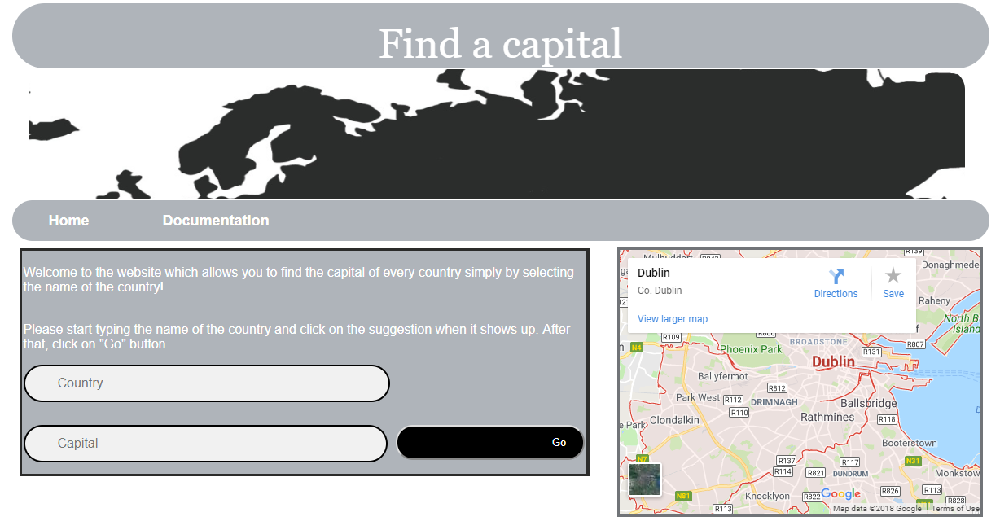 Find a capital
Home
Documentation
Welcome to the website which allows you to find the capital of every country simply by selecting
the name of the country!
Please start typing the name of the country and click on the suggestion when it shows up. After
that, click on "Go" button.
Country
Capital
Go
R139
Donaghmede
Dublin
Co. Dublin
Directions
Save
View larger map
Raheny
North B
Island
R109
R807
N4
Phoenix Park
BROADSTONE
R131
Dublin
Ballyfermot
R812
Park West
R112
DRIMNAGH
Ballsbridge
R110
Rathmines
R118
e Park
Clondalkin
Booterstown
N7
R137
R117
N31
R114
R821
DUNDRUM
Monkstow
N81
Knocklyon
R822
Google
R826
R113
R828
R113
Map data ©2018 Google
Terms of Use